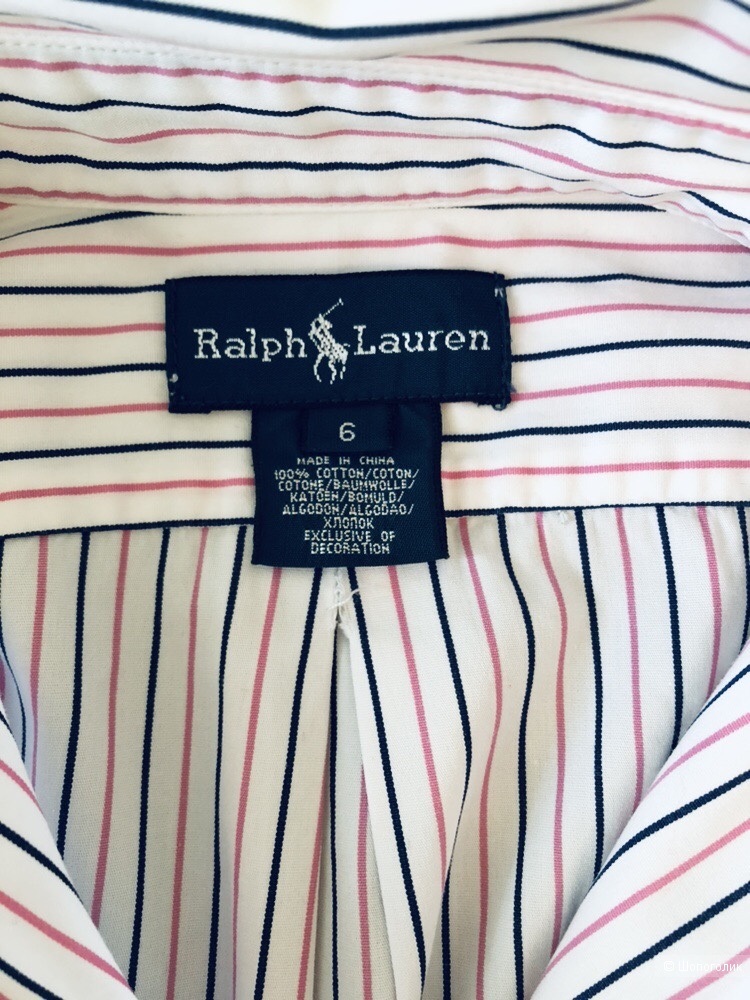 Ralph Lauren
6
MADE IN CHINA
100% COTTON/COTON/
COTONE/BAUMWOLLE/
KATOEN/BOMULD/
ALGODON/ALGODAO/
ХЛОПОК
EXCLUSIVE OF
DECORATION
© Шепоголик